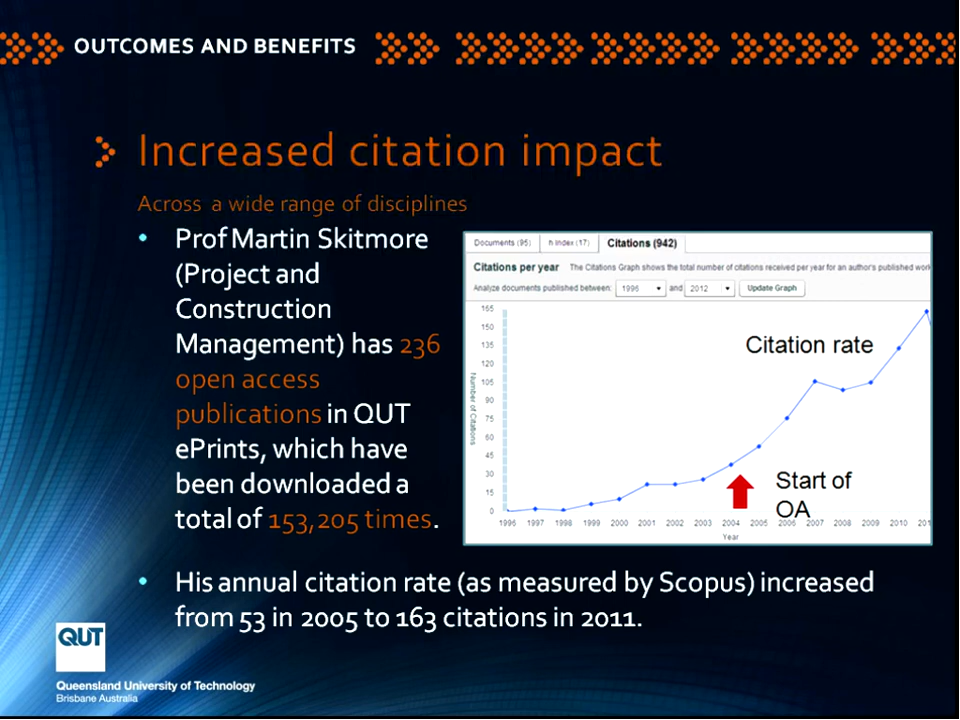 OUTCOMES AND BENEFITS
Increased citation impact
Across a wide range of disciplines
• Prof Martin Skitmore
(Project and
Construction
Management) has 236
open access
publications in QUT
ePrints, which have
been downloaded a
total of 153,205 times.
Documents (95) h Index (17) Citations (942)
Citations per year The Citations Graph shows the total number of citations received per year for an author's published work
Analyze documents published between: 1996 and 2012 Update Graph
165
150
135
120
105
90
75
60
45
30
15
0
Number of Citations
Citation rate
Start of
OA
1996 1997 1998 1999 2000 2001 2002 2003 2004 2005 2006 2007 2008 2009 2010 201
Year
• His annual citation rate (as measured by Scopus) increased
from 53 in 2005 to 163 citations in 2011.
QUT
Queensland University of Technology
Brisbane Australia